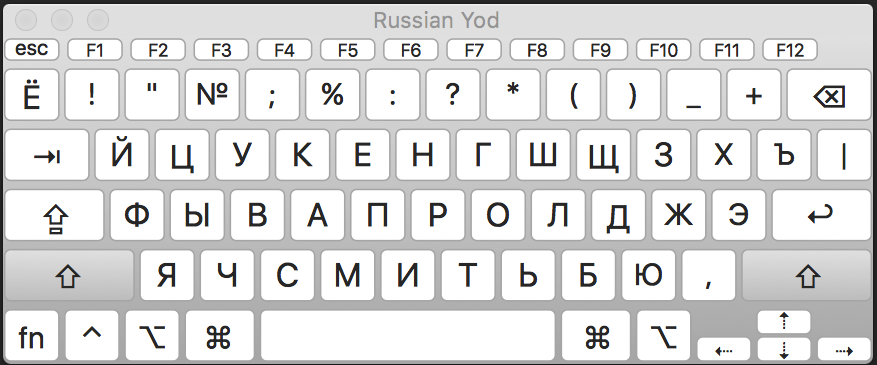 Russian Yod
esc F1 F2 F3 F4 F5 F6 F7 F8 F9 F10 F11 F12
Ё ! " № ; % : ? * ( ) _ + ⌫
⇥ Й Ц У К Е Н Г Ш Щ З Х Ъ |
⇪ Ф Ы В А П Р О Л Д Ж Э ↩
⇧ Я Ч С М И Т Ь Б Ю , ⇧
fn ^ ⌥ ⌘ ⌘ ⌥ ⇠ ⇡ ⇣ ⇢